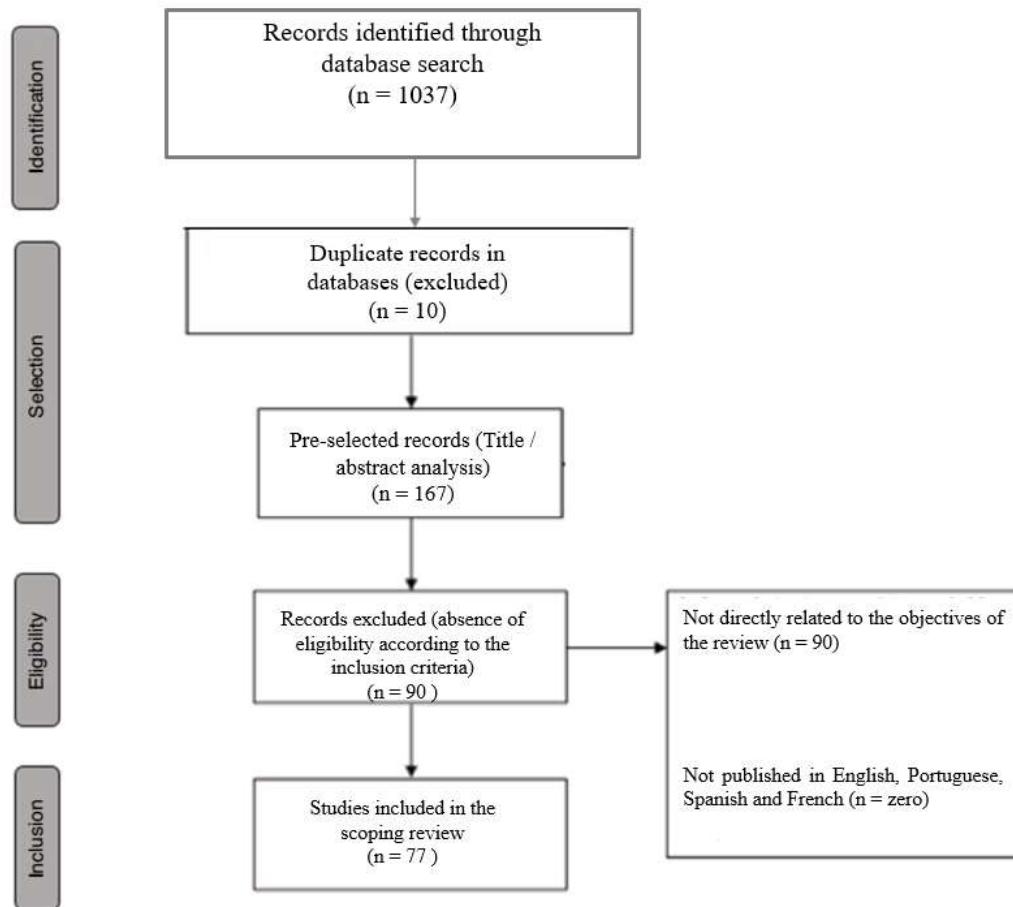 Identification
Records identified through
database search
(n = 1037)
Selection
Duplicate records in
databases (excluded)
(n = 10)
Pre-selected records (Title /
abstract analysis)
(n = 167)
Eligibility
Records excluded (absence of
eligibility according to the
inclusion criteria)
(n = 90 )
Not directly related to the objectives of
the review (n = 90)
Not published in English, Portuguese,
Spanish and French (n = zero)
Inclusion
Studies included in the
scoping review
(n = 77 )